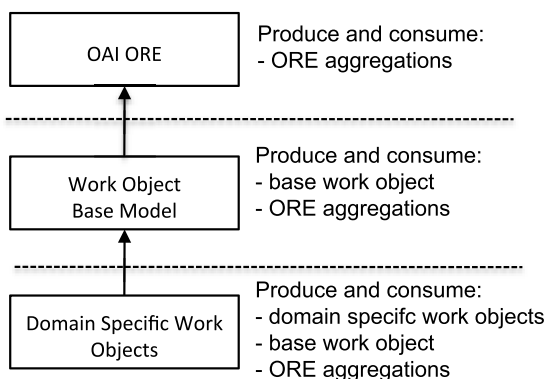 OAI ORE
Produce and consume:
- ORE aggregations
Work Object
Base Model
Produce and consume:
- base work object
- ORE aggregations
Domain Specific Work
Objects
Produce and consume:
- domain specifc work objects
- base work object
- ORE aggregations